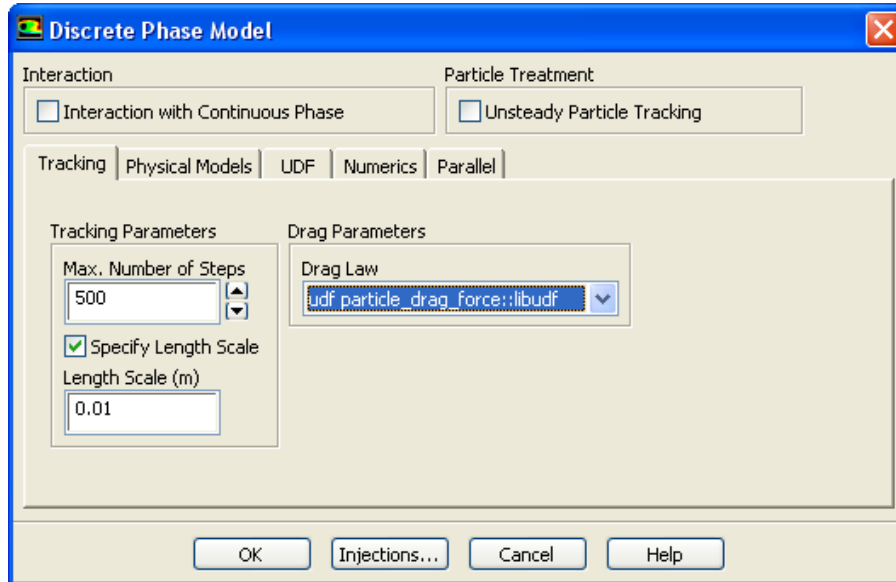 Discrete Phase Model
Interaction
Interaction with Continuous Phase
Particle Treatment
Unsteady Particle Tracking
Tracking Physical Models UDF Numerics Parallel
Tracking Parameters
Max. Number of Steps
500
Specify Length Scale
Length Scale (m)
0.01
Drag Parameters
Drag Law
udf particle_drag_force::libudf
OK Injections... Cancel Help